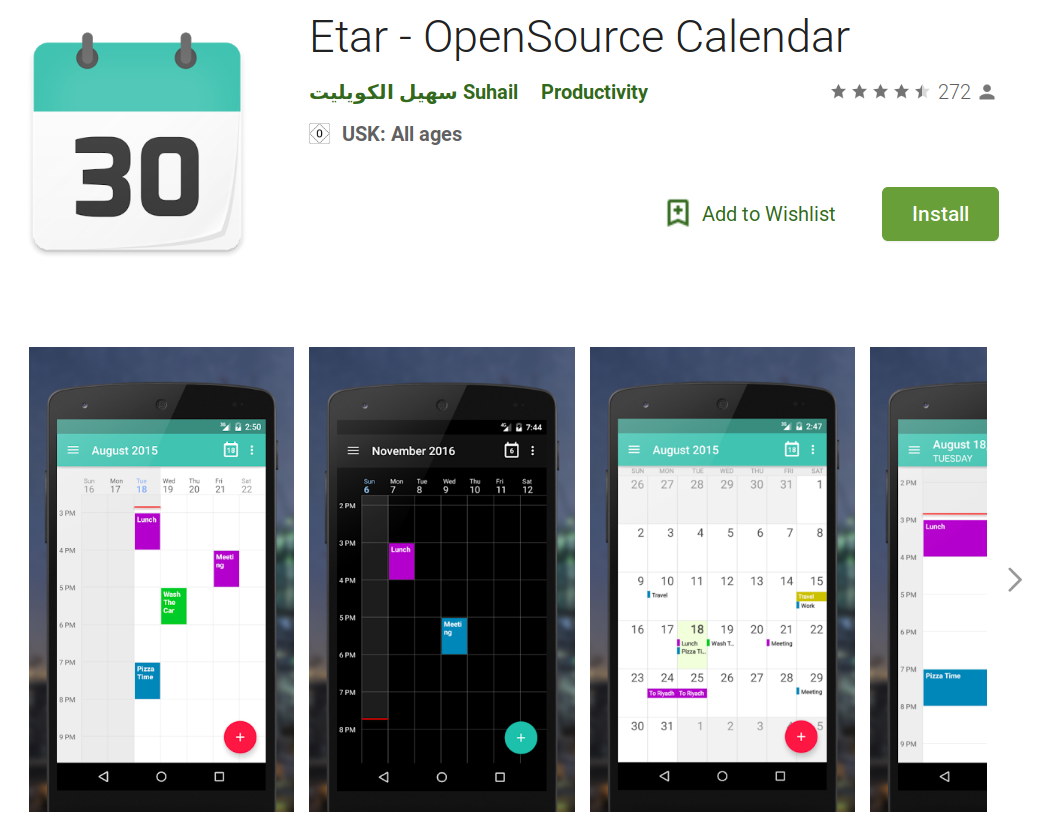 Etar - OpenSource Calendar
30
سهيل الكويليت Suhail Productivity
272
0 USK: All ages
Add to Wishlist
Install
2:50
August 2015
18
Sun Mon Tue Wed Thu Fri Sat
16 17 18 19 20 21 22
3 PM
Lunch
4 PM
Meeti
ng
5 PM
Wash
The
Car
6 PM
7 PM
Pizza
Time
8 PM
9 PM
+
7:44
November 2016
6
Sun Mon Tue Wed Thu Fri Sat
6 7 8 9 10 11 12
2 PM
3 PM
Lunch
4 PM
5 PM
Meeti
ng
6 PM
7 PM
8 PM
+
2:47
August 2015
18
SUN MON TUE WED THU FRI SAT
26 27 28 29 30 31 1
2 3 4 5 6 7 8
9 10 11 12 13 14 15
Travel
Travel
Work
16 17 18 19 20 21 22
Lunch Wash T.. Meeting
Pizza Ti..
23 24 25 26 27 28 29
To Riyadh To Riyadh Meeting
30 31 1 2 3 4 5
+
August 18,
TUESDAY
2 PM
3 PM
Lunch
4 PM
5 PM
6 PM
7 PM
Pizza Time
8 PM
9 PM